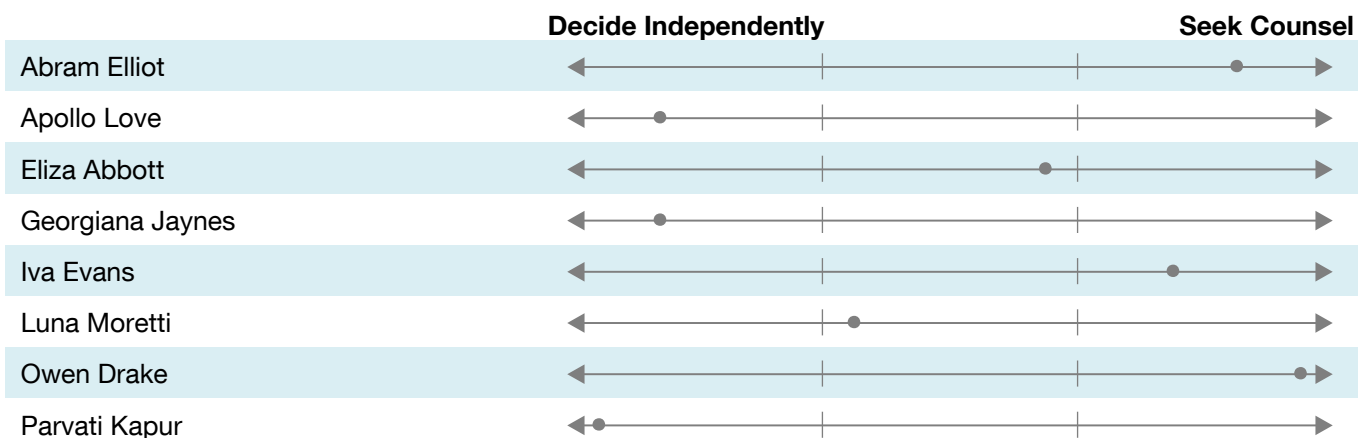 Decide Independently Seek Counsel
Abram Elliot
Apollo Love
Eliza Abbott
Georgiana Jaynes
Iva Evans
Luna Moretti
Owen Drake
Parvati Kapur